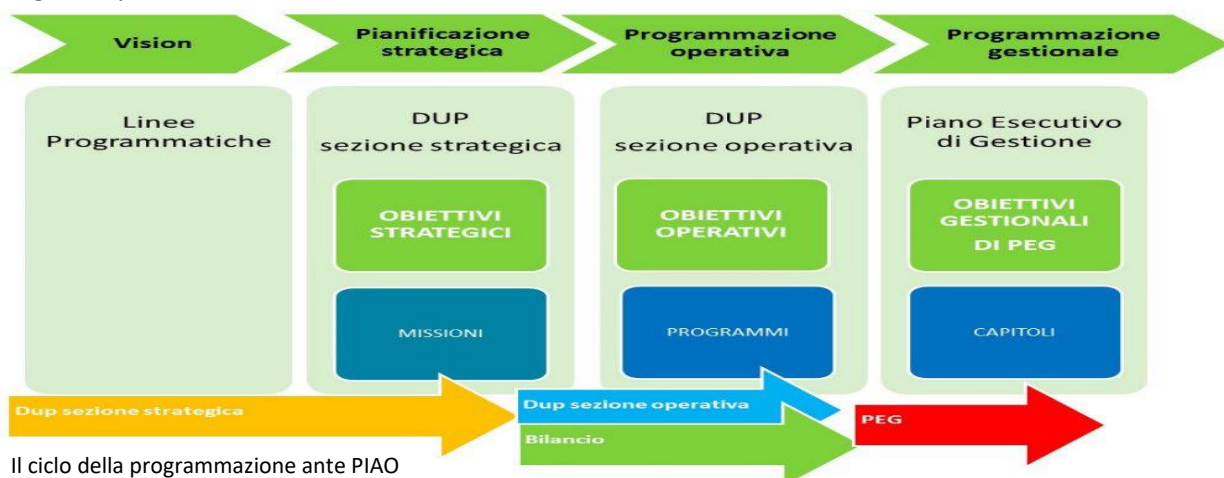 Vision
Pianificazione
strategica
Programmazione
operativa
Programmazione
gestionale
Linee
Programmatiche
DUP
sezione strategica
OBIETTIVI
STRATEGICI
MISSIONI
DUP
sezione operativa
OBIETTIVI
OPERATIVI
PROGRAMMI
Piano Esecutivo
di Gestione
OBIETTIVI
GESTIONALI
DI PEG
CAPITOLI
Dup sezione strategica
Dup sezione operativa
Bilancio
PEG
Il ciclo della programmazione ante PIAO